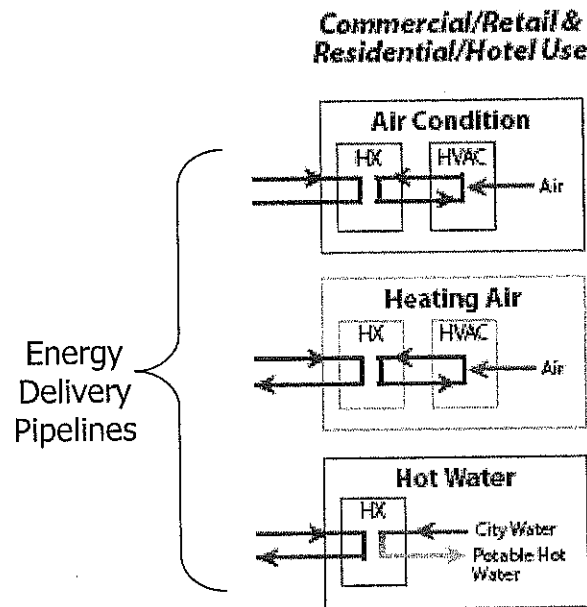 Commercial/Retail &
Residential/Hotel Use
Air Condition
HX HVAC
Air
Heating Air
HX HVAC
Air
Energy
Delivery
Pipelines
Hot Water
HX
City Water
Potable Hot
Water